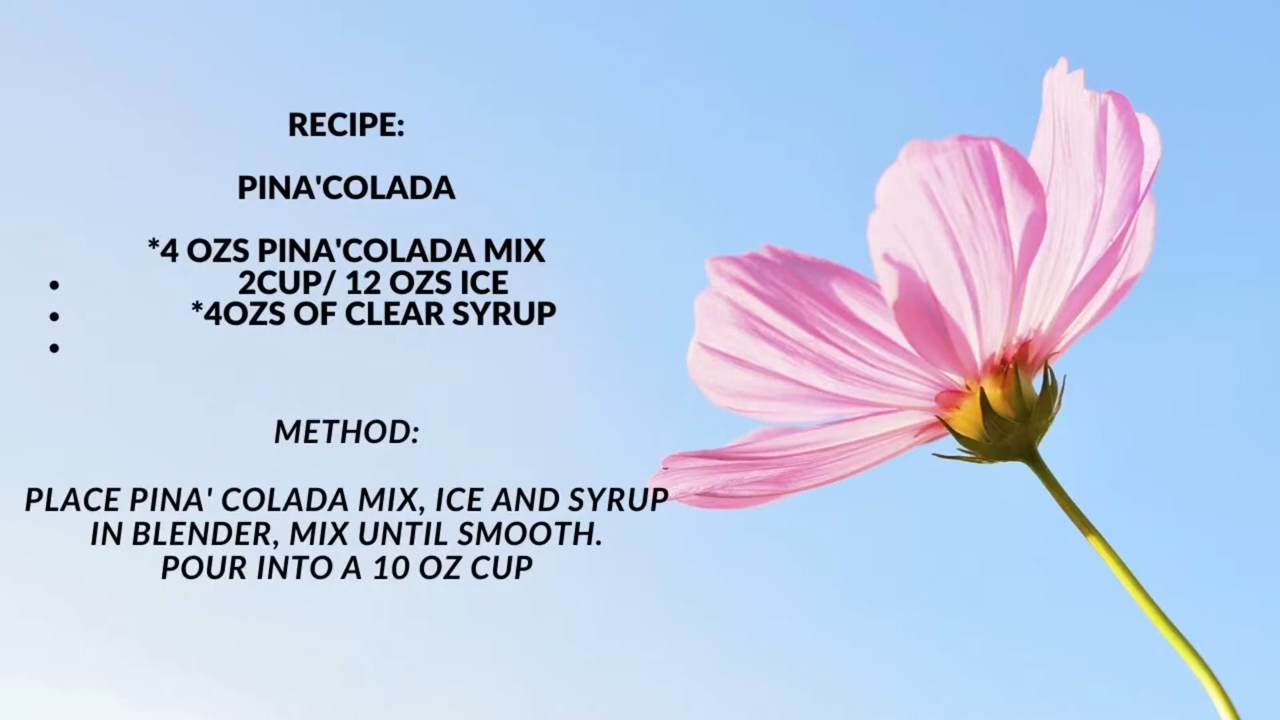 RECIPE:
PINA'COLADA
*4 OZS PINA'COLADA MIX
• 2CUP/ 12 OZS ICE
• *4OZS OF CLEAR SYRUP
•
METHOD:
PLACE PINA' COLADA MIX, ICE AND SYRUP
IN BLENDER, MIX UNTIL SMOOTH.
POUR INTO A 10 OZ CUP